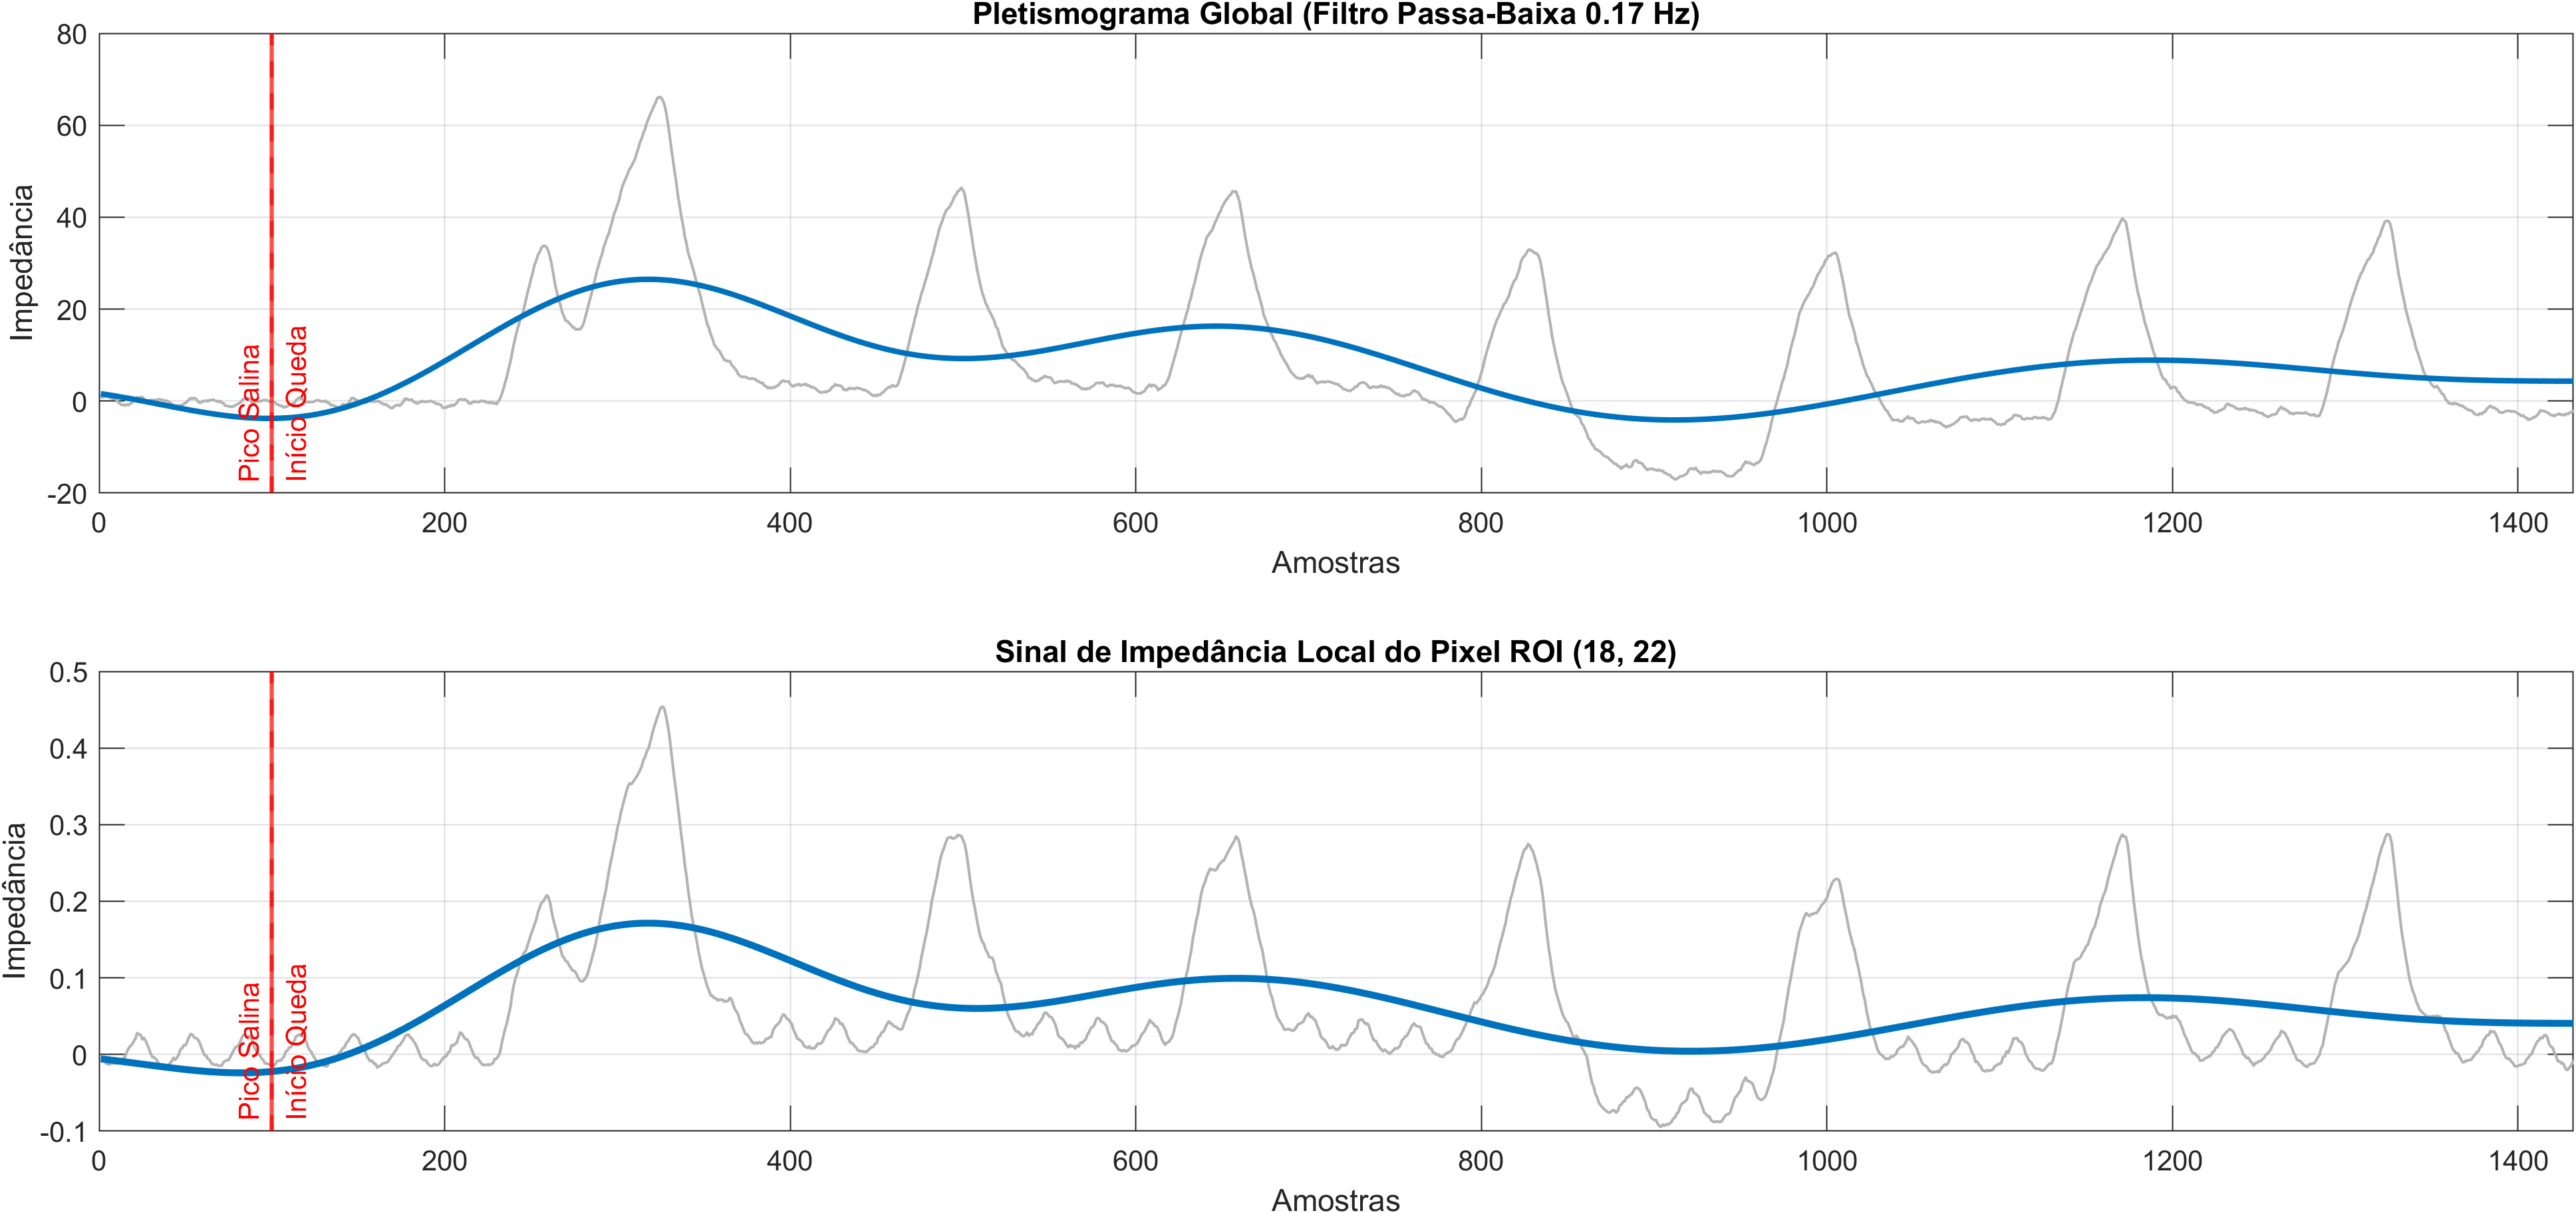 Pletismograma Global (Filtro Passa-Baixa 0.17 Hz)
80
60
40
20
0
-20
Impedância
Pico Salina
Início Queda
0 200 400 600 800 1000 1200 1400
Amostras
Sinal de Impedância Local do Pixel ROI (18, 22)
0.5
0.4
0.3
0.2
0.1
0
-0.1
Impedância
Pico Salina
Início Queda
0 200 400 600 800 1000 1200 1400
Amostras